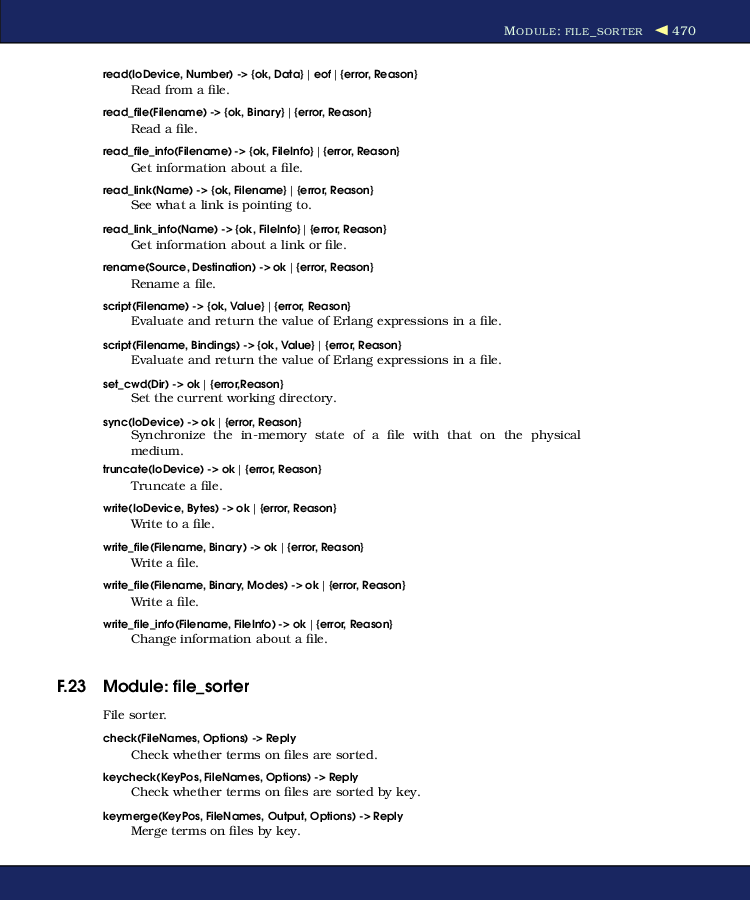 MODULE: FILE_SORTER ◀ 470
read(IoDevice, Number) -> {ok, Data} | eof | {error, Reason}
Read from a file.
read_file(Filename) -> {ok, Binary} | {error, Reason}
Read a file.
read_file_info(Filename) -> {ok, FileInfo} | {error, Reason}
Get information about a file.
read_link(Name) -> {ok, Filename} | {error, Reason}
See what a link is pointing to.
read_link_info(Name) -> {ok, FileInfo} | {error, Reason}
Get information about a link or file.
rename(Source, Destination) -> ok | {error, Reason}
Rename a file.
script(Filename) -> {ok, Value} | {error, Reason}
Evaluate and return the value of Erlang expressions in a file.
script(Filename, Bindings) -> {ok, Value} | {error, Reason}
Evaluate and return the value of Erlang expressions in a file.
set_cwd(Dir) -> ok | {error,Reason}
Set the current working directory.
sync(IoDevice) -> ok | {error, Reason}
Synchronize the in-memory state of a file with that on the physical
medium.
truncate(IoDevice) -> ok | {error, Reason}
Truncate a file.
write(IoDevice, Bytes) -> ok | {error, Reason}
Write to a file.
write_file(Filename, Binary) -> ok | {error, Reason}
Write a file.
write_file(Filename, Binary, Modes) -> ok | {error, Reason}
Write a file.
write_file_info(Filename, FileInfo) -> ok | {error, Reason}
Change information about a file.
F.23 Module: file_sorter
File sorter.
check(FileNames, Options) -> Reply
Check whether terms on files are sorted.
keycheck(KeyPos, FileNames, Options) -> Reply
Check whether terms on files are sorted by key.
keymerge(KeyPos, FileNames, Output, Options) -> Reply
Merge terms on files by key.